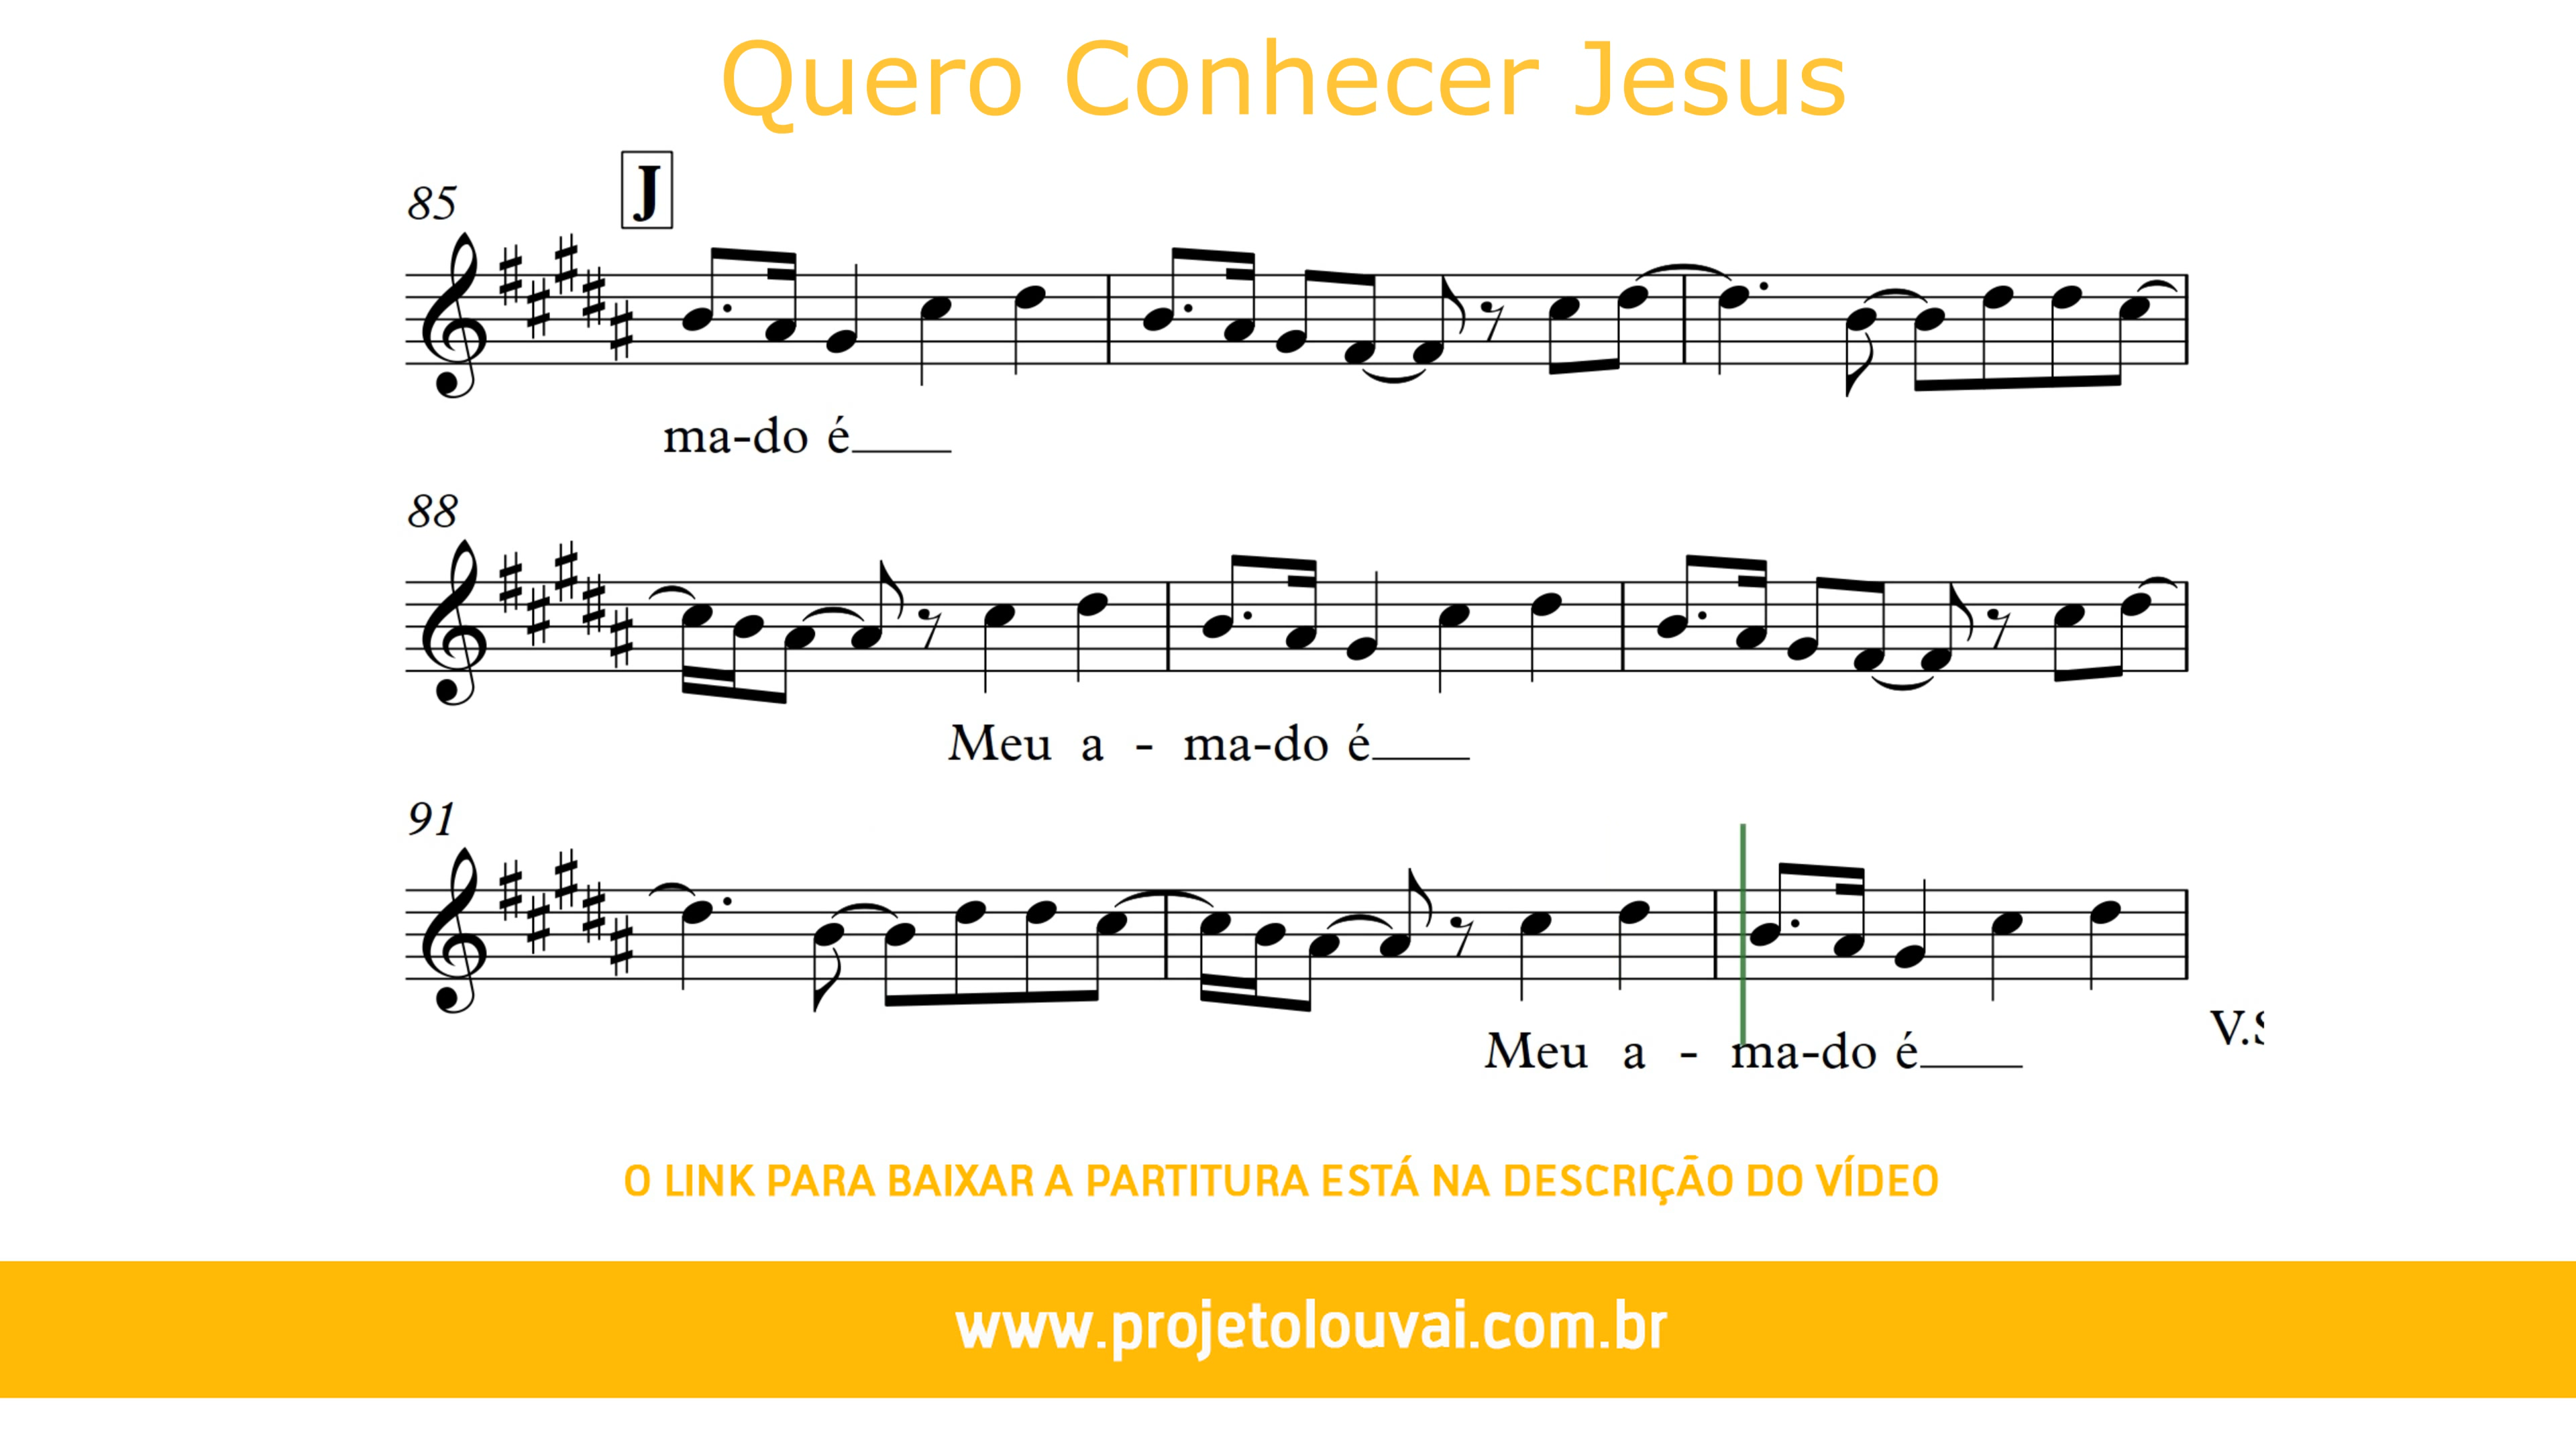 Quero Conhecer Jesus
J
85
ma-do é
88
Meu a - ma-do é
91
Meu a - ma-do é
V.S
O LINK PARA BAIXAR A PARTITURA ESTÁ NA DESCRIÇÃO DO VÍDEO
www.projetolouvai.com.br